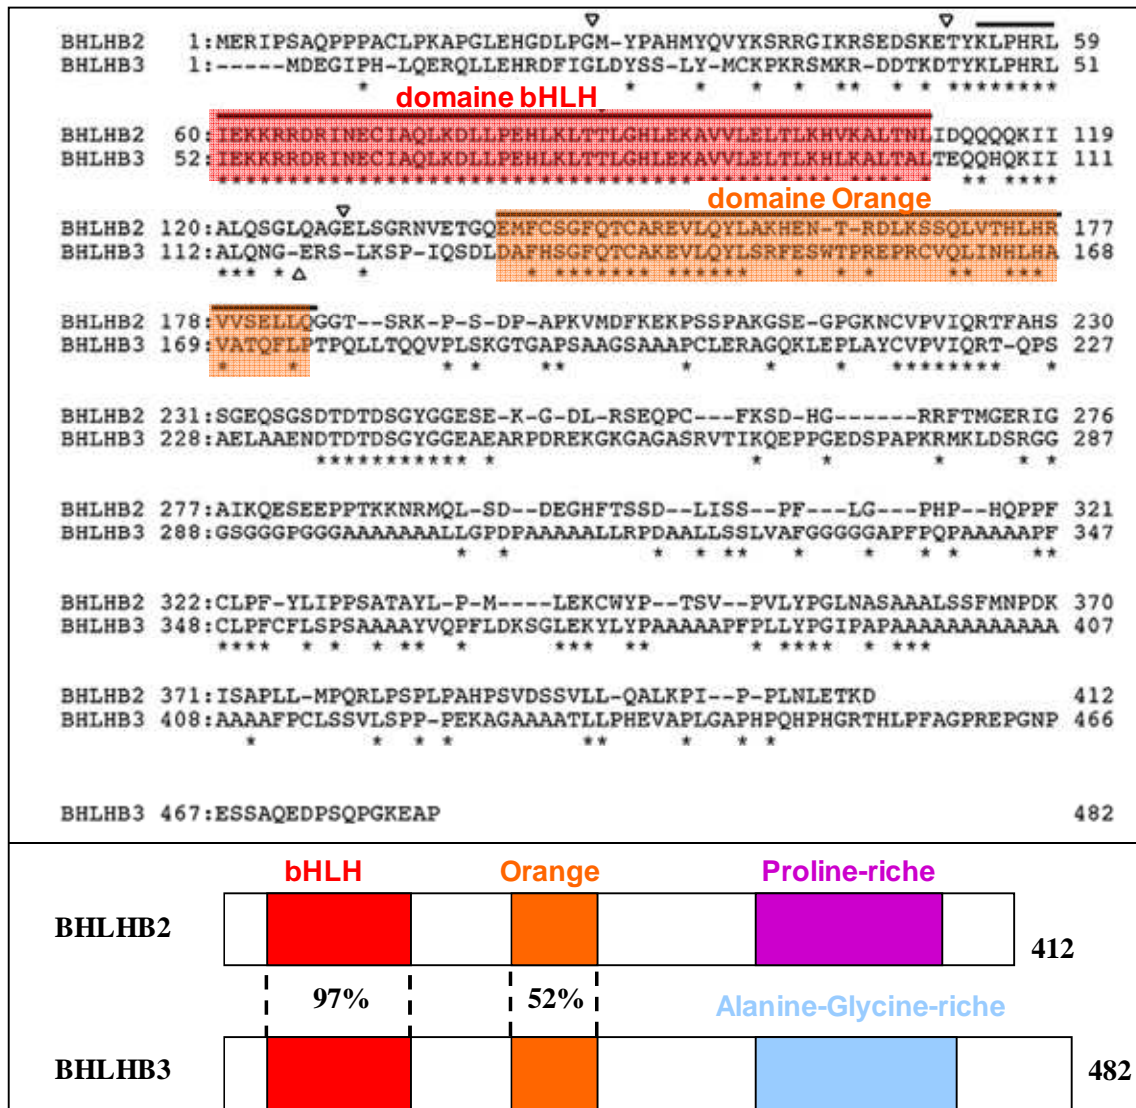 BHLHB2 1:MERIPSAQPPPACLPKAPGLEHGDLPGM-YPAHMYQVYKSRRGIKRSEDSKETYKLPHRL 59
BHLHB3 1:-----MDEGIPH-LQERQLLEHRDFIGLDYSS-LY-MCKPKRSMKR-DDTKDTYKLPHRL 51
domaine bHLH
BHLHB2 60:IEKKRRDRINECIAQLKDLLPEHLKLTTLGHLEKAVVLELTLKHVKALTNLIDQQQQKII 119
BHLHB3 52:IEKKRRDRINECIAQLKDLLPEHLKLTTLGHLEKAVVLELTLKHLKALTALTEQQHQKII 111
domaine Orange
BHLHB2 120:ALQSGLQAGELSGRNVETGQEMFCSGFQTCAREVLQYLAKHEN-T-RDLKSSQLVTHLHR 177
BHLHB3 112:ALQNG-ERS-LKSP-IQSDLDAFHSGFQTCAKEVLQYLSRFESWTPREPRCVQLINHLHA 168
BHLHB2 178:VVSELLQGGT--SRK-P-S-DP-APKVMDFKEKPSSPAKGSE-GPGKNCVPVIQRTFAHS 230
BHLHB3 169:VATQFLPTPQLLTQQVPLSKGTGAPSAAGSAAAPCLERAGQKLEPLAYCVPVIQRT-QPS 227
BHLHB2 231:SGEQSGSDTDTDSGYGGESE-K-G-DL-RSEQPC---FKSD-HG------RRFTMGERIG 276
BHLHB3 228:AELAAENDTDTDSGYGGEAEARPDREKGKGAGASRVTIKQEPPGEDSPAPKRMKLDSRGG 287
BHLHB2 277:AIKQESEEPPTKKNRMQL-SD--DEGHFTSSD--LISS--PF---LG---PHP--HQPPF 321
BHLHB3 288:GSGGGPGGGAAAAAAALLGPDPAAAAALLRPDAALLSSLVAFGGGGGAPFPQPAAAAAPF 347
BHLHB2 322:CLPF-YLIPPSATAYL-P-M----LEKCWYP--TSV--PVLYPGLNASAAALSSFMNPDK 370
BHLHB3 348:CLPFCFLSPSAAAAYVQPFLDKSGLEKYLYPAAAAAPFPLLYPGIPAPAAAAAAAAAAAA 407
BHLHB2 371:ISAPLL-MPQRLPSPLPAHPSVDSSVLL-QALKPI--P-PLNLETKD 412
BHLHB3 408:AAAAFPCLSSVLSPP-PEKAGAAAATLLPHEVAPLGAPHPQHPHGRTHLPFAGPREPGNP 466
BHLHB3 467:ESSAQEDPSQPGKEAP 482
bHLH Orange Proline-riche
BHLHB2 412
97% 52%
Alanine-Glycine-riche
BHLHB3 482